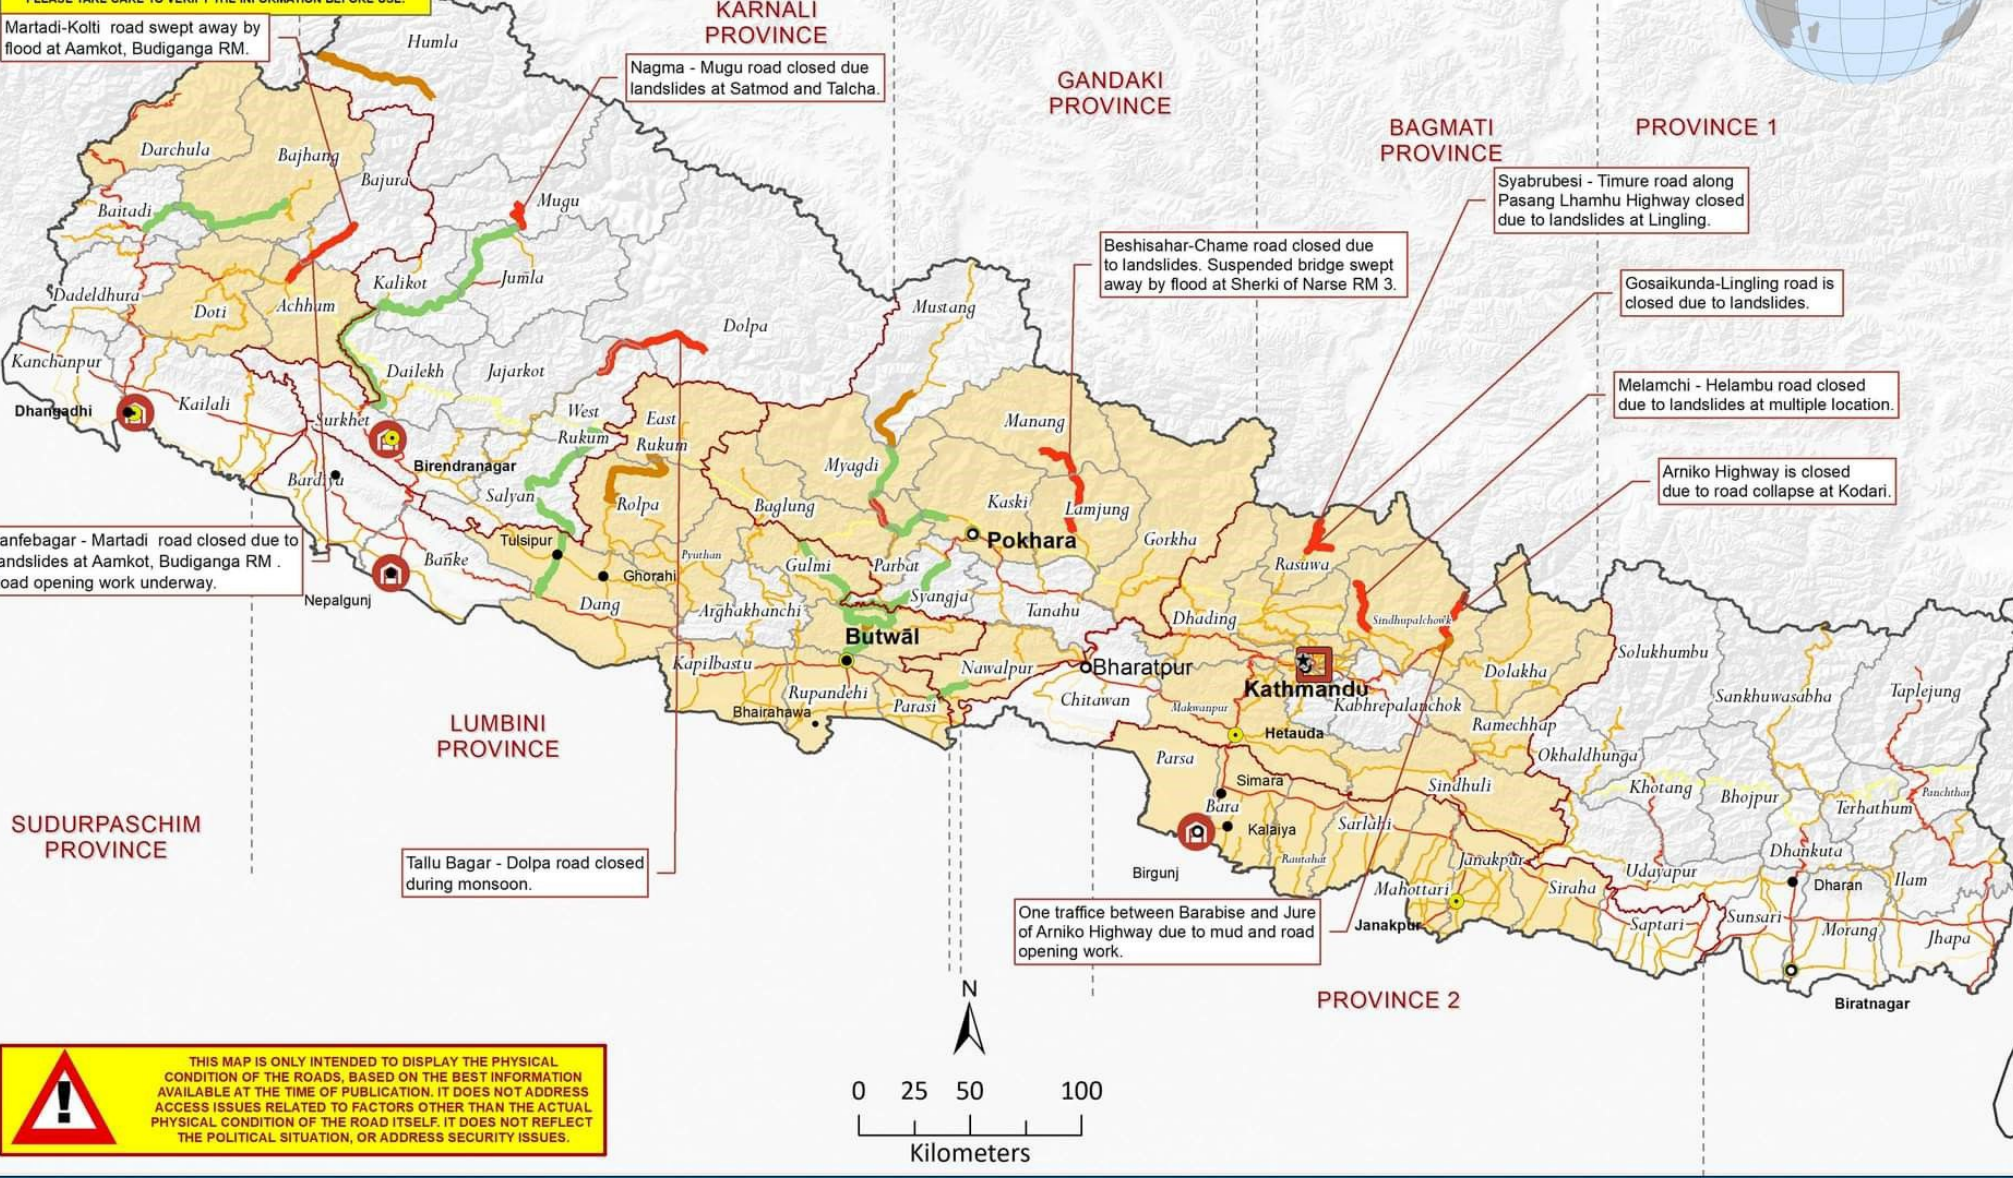 PLEASE TAKE CARE TO VERIFY THE INFORMATION BEFORE USE.
Martadi-Kolti road swept away by
flood at Aamkot, Budiganga RM.
KARNALI
PROVINCE
Nagma - Mugu road closed due
landslides at Satmod and Talcha.
GANDAKI
PROVINCE
BAGMATI
PROVINCE
PROVINCE 1
Syabrubesi - Timure road along
Pasang Lhamhu Highway closed
due to landslides at Lingling.
Beshisahar-Chame road closed due
to landslides. Suspended bridge swept
away by flood at Sherki of Narse RM 3.
Gosaikunda-Lingling road is
closed due to landslides.
Melamchi - Helambu road closed
due to landslides at multiple location.
Arniko Highway is closed
due to road collapse at Kodari.
Humla
Darchula
Bajhang
Bajura
Mugu
Baitadi
Jumla
Kalikot
Dadeldhura
Doti
Achham
Dolpa
Mustang
Kanchanpur
Dailekh
Jajarkot
Dhangadhi
Kailali
Surkhet
West
Rukum
East
Rukum
Manang
Birendranagar
Myagdi
Bardiya
Salyan
Rolpa
Baglung
Kaski
Lamjung
anfebagar - Martadi road closed due to
andslides at Aamkot, Budiganga RM .
oad opening work underway.
Tulsipur
Pokhara
Gorkha
Banke
Pyuthan
Gulmi
Parbat
Rasuwa
Nepalgunj
Ghorahi
Dang
Arghakhanchi
Syangja
Tanahu
Dhading
Sindhupalchowk
Butwāl
Kapilbastu
Nawalpur
Bharatpur
Kathmandu
Dolakha
Solukhumbu
Rupandehi
Parasi
Chitawan
Makwanpur
Kabhrepalanchok
Sankhuwasabha
Taplejung
Bhairahawa
Hetauda
Ramechhap
Okhaldhunga
LUMBINI
PROVINCE
Parsa
Simara
Sindhuli
Khotang
Bhojpur
Terhathum
Panchthar
Bara
Kalaiya
Sarlahi
SUDURPASCHIM
PROVINCE
Tallu Bagar - Dolpa road closed
during monsoon.
Birgunj
Rautahat
Janakpur
Mahottari
Siraha
Udayapur
Dhankuta
Dharan
Ilam
One traffice between Barabise and Jure
of Arniko Highway due to mud and road
opening work.
Janakpur
Saptari
Sunsari
Morang
Jhapa
PROVINCE 2
Biratnagar
N
THIS MAP IS ONLY INTENDED TO DISPLAY THE PHYSICAL
CONDITION OF THE ROADS, BASED ON THE BEST INFORMATION
AVAILABLE AT THE TIME OF PUBLICATION. IT DOES NOT ADDRESS
ACCESS ISSUES RELATED TO FACTORS OTHER THAN THE ACTUAL
PHYSICAL CONDITION OF THE ROAD ITSELF. IT DOES NOT REFLECT
THE POLITICAL SITUATION, OR ADDRESS SECURITY ISSUES.
!
0 25 50 100
Kilometers